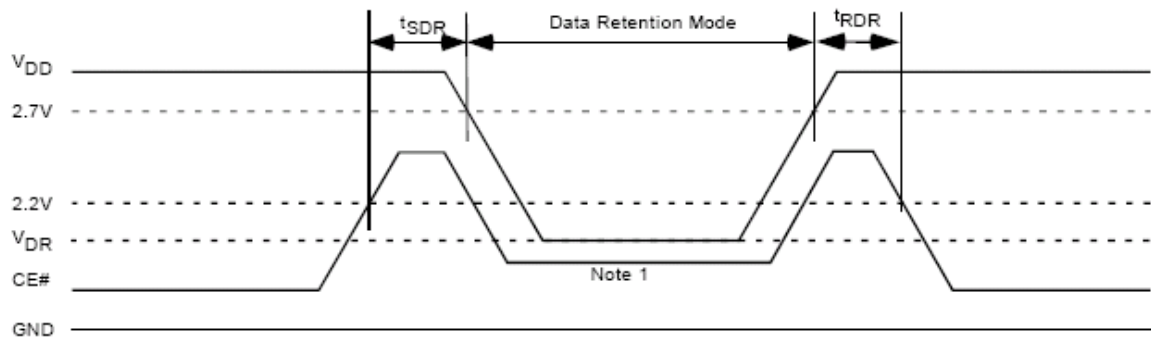 tSDR
Data Retention Mode
tRDR
VDD
2.7V
2.2V
VDR
CE#
Note 1
GND